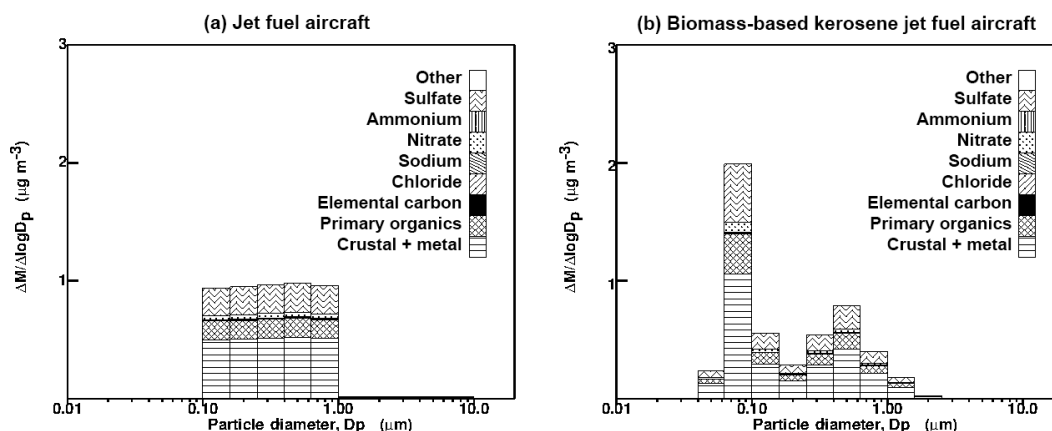 (a) Jet fuel aircraft
3
2
1
ΔM/ΔlogDp (μg m-3)
Other
Sulfate
Ammonium
Nitrate
Sodium
Chloride
Elemental carbon
Primary organics
Crustal + metal
0.01 0.10 1.00 10.0
Particle diameter, Dp (μm)
(b) Biomass-based kerosene jet fuel aircraft
3
2
1
ΔM/ΔlogDp (μg m-3)
Other
Sulfate
Ammonium
Nitrate
Sodium
Chloride
Elemental carbon
Primary organics
Crustal + metal
0.01 0.10 1.00 10.0
Particle diameter, Dp (μm)